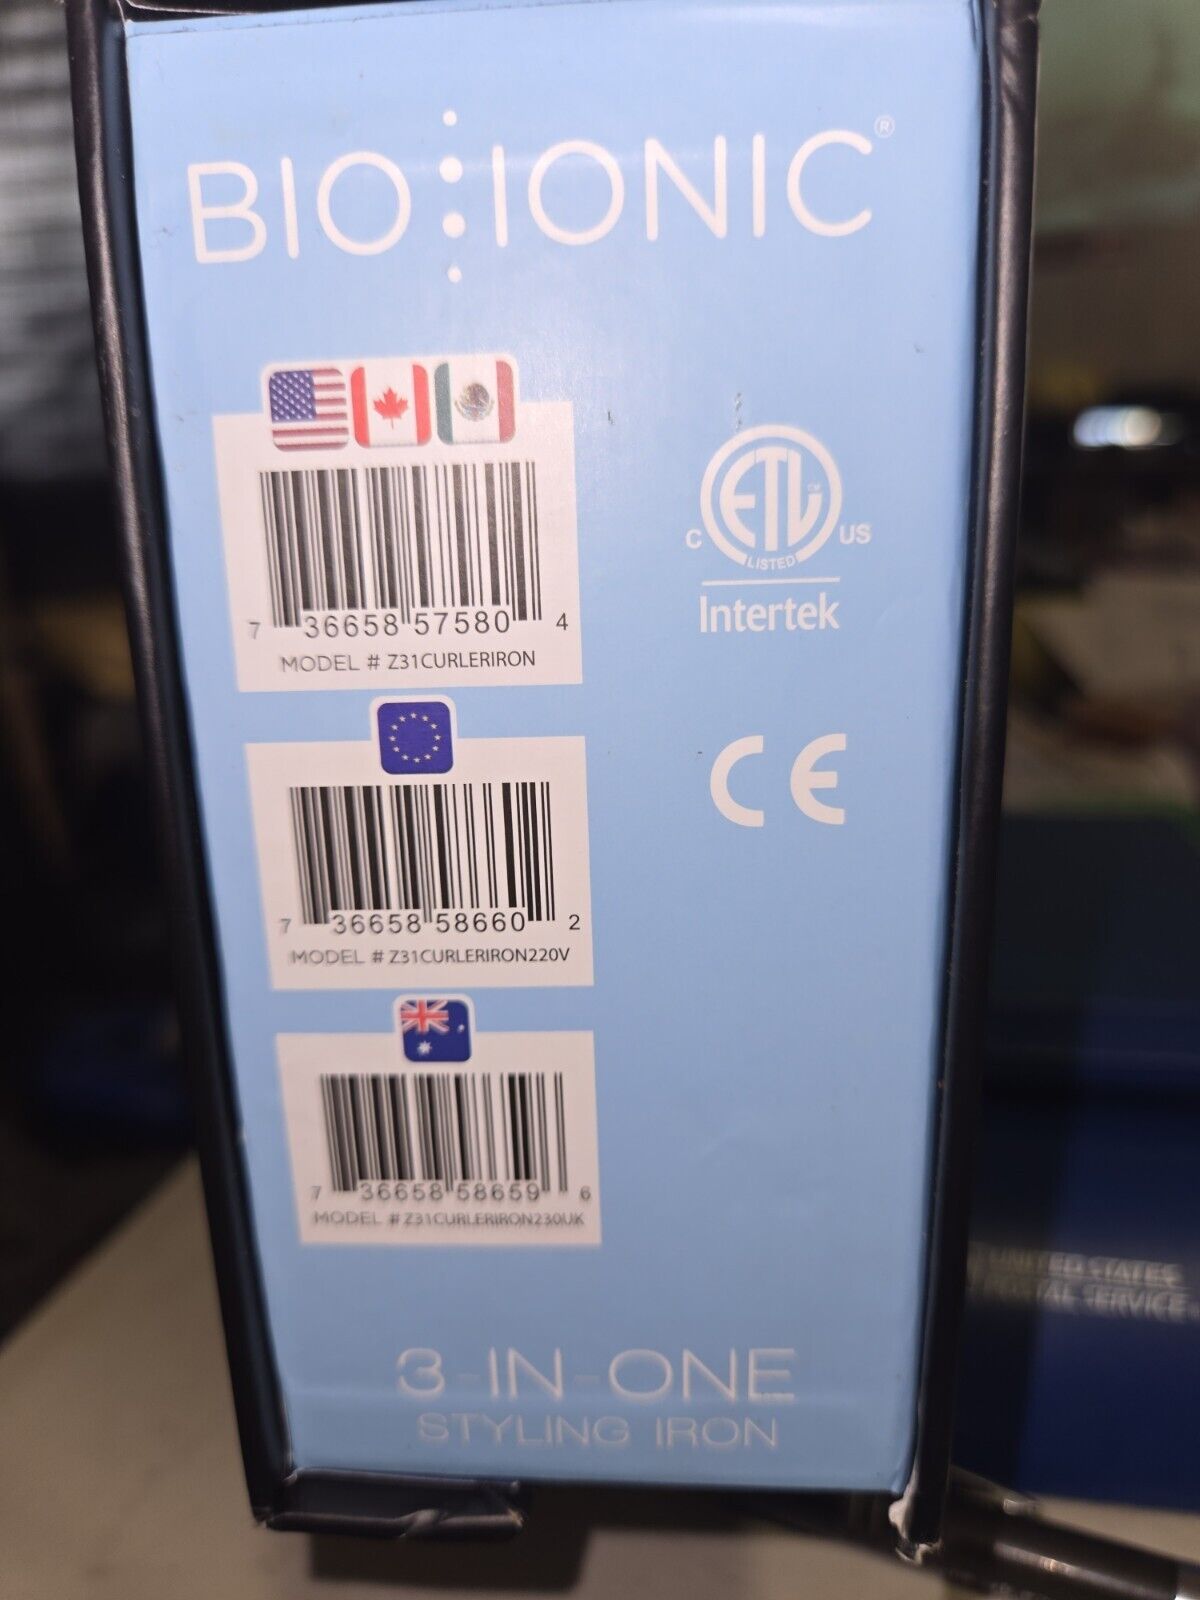 BIO IONIC®
7 36658 57580 4
MODEL # Z31CURLERIRON
ETL CM
C US
LISTED
Intertek
CE
7 36658 58660 2
MODEL # Z31CURLERIRON220V
7 36658 58659 6
MODEL # Z31CURLERIRON230UK
UNITED STATES
POSTAL SERVICE
3-IN-ONE
STYLING IRON